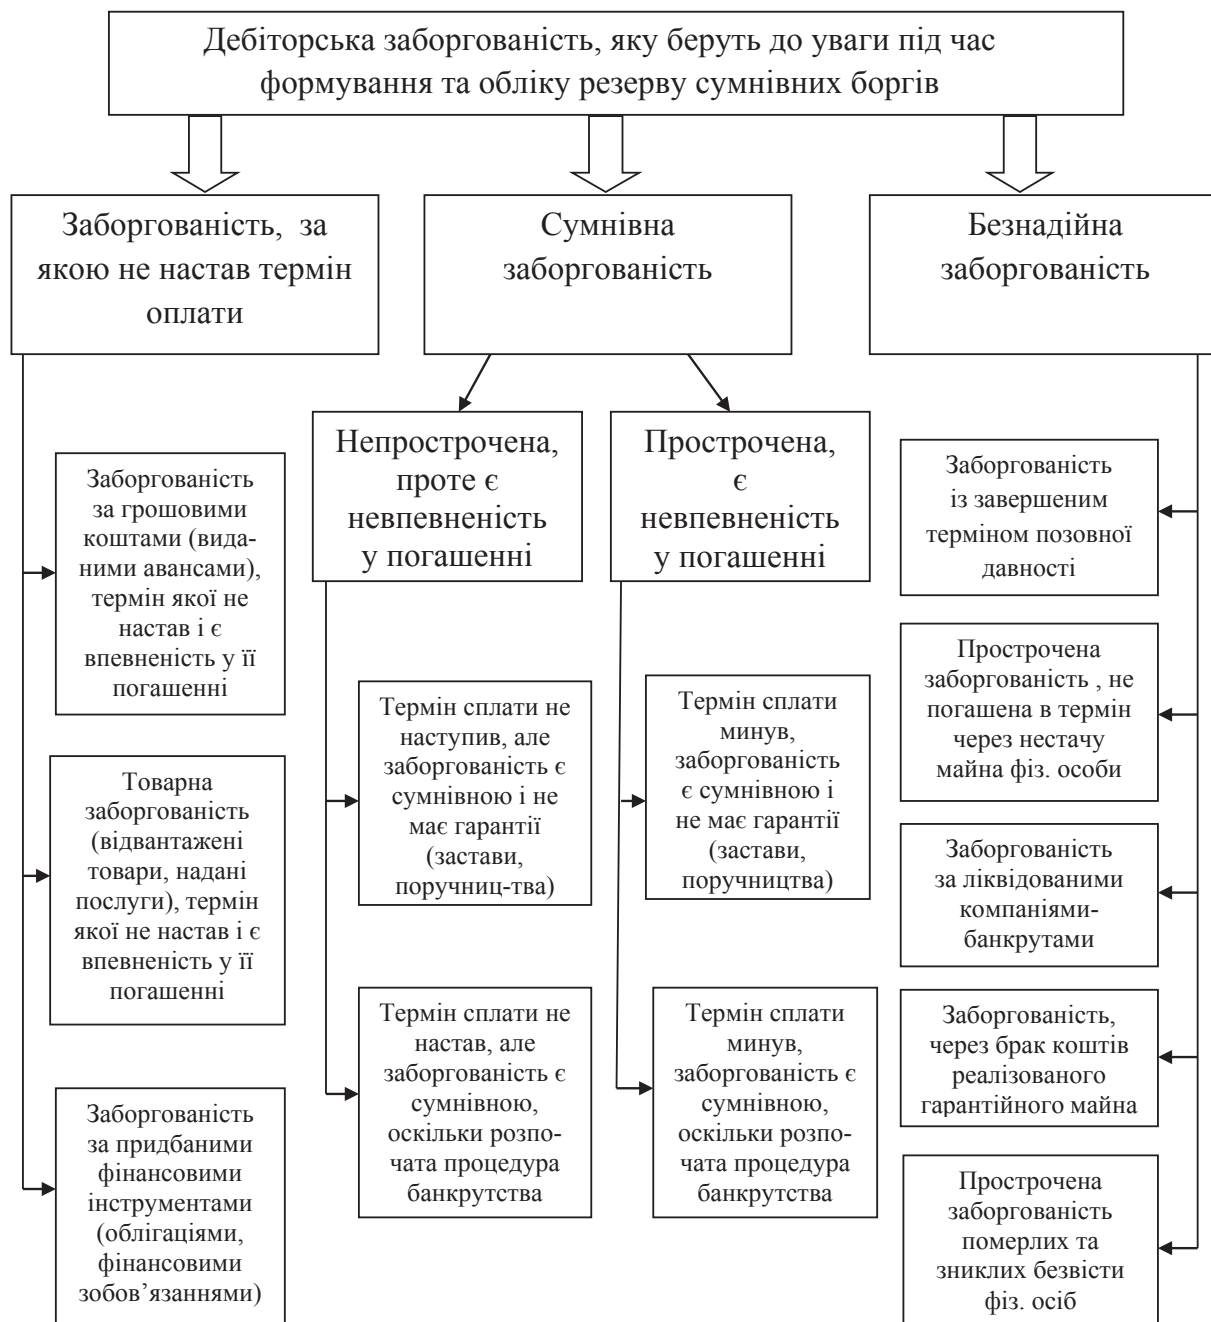 Дебіторська заборгованість, яку беруть до уваги під час
формування та обліку резерву сумнівних боргів
Заборгованість, за
якою не настав термін
оплати
Сумнівна
заборгованість
Безнадійна
заборгованість
Непрострочена,
проте є
невпевненість
у погашенні
Прострочена,
є
невпевненість
у погашенні
Заборгованість
за грошовими
коштами (вида-
ними авансами),
термін якої не
настав і є
впевненість у її
погашенні
Товарна
заборгованість
(відвантажені
товари, надані
послуги), термін
якої не настав і є
впевненість у її
погашенні
Заборгованість
за придбаними
фінансовими
інструментами
(облігаціями,
фінансовими
зобов’язаннями)
Термін сплати не
наступив, але
заборгованість є
сумнівною і не
має гарантії
(застави,
поручниц-тва)
Термін сплати не
настав, але
заборгованість є
сумнівною,
оскільки розпо-
чата процедура
банкрутства
Термін сплати
минув,
заборгованість
є сумнівною і
не має гарантії
(застави,
поручництва)
Термін сплати
минув,
заборгованість є
сумнівною,
оскільки розпо-
чата процедура
банкрутства
Заборгованість
із завершеним
терміном позовної
давності
Прострочена
заборгованість , не
погашена в термін
через нестачу
майна фіз. особи
Заборгованість
за ліквідованими
компаніями-
банкрутами
Заборгованість,
через брак коштів
реалізованого
гарантійного майна
Прострочена
заборгованість
померлих та
зниклих безвісти
фіз. осіб